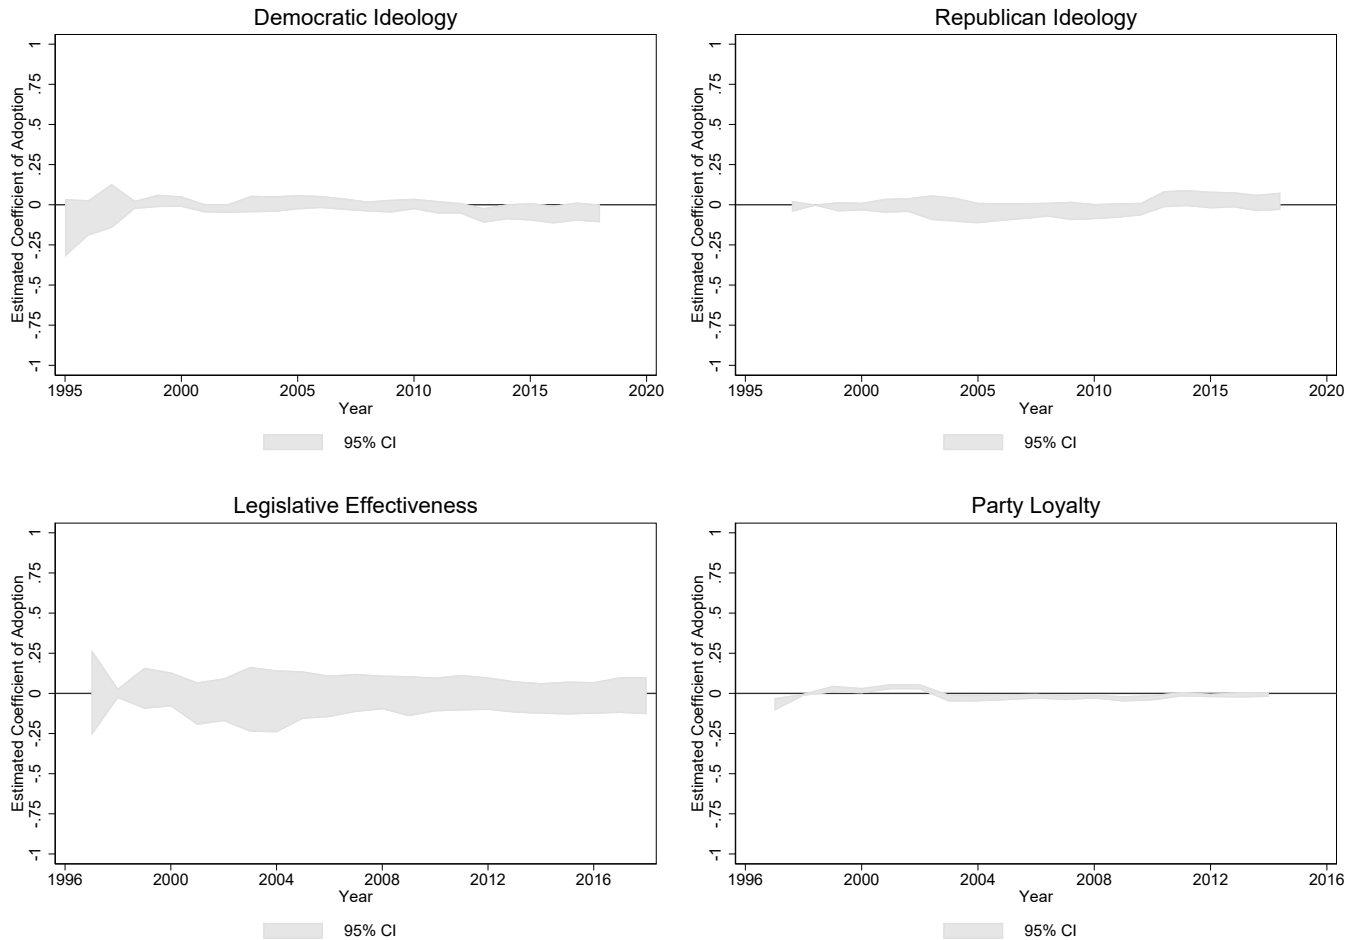 Democratic Ideology
Estimated Coefficient of Adoption
1
.75
.5
.25
0
-.25
-.5
-.75
-1
1995 2000 2005 2010 2015 2020
Year
95% CI
Republican Ideology
Estimated Coefficient of Adoption
1
.75
.5
.25
0
-.25
-.5
-.75
-1
1995 2000 2005 2010 2015 2020
Year
95% CI
Legislative Effectiveness
Estimated Coefficient of Adoption
1
.75
.5
.25
0
-.25
-.5
-.75
-1
1996 2000 2004 2008 2012 2016
Year
95% CI
Party Loyalty
Estimated Coefficient of Adoption
1
.75
.5
.25
0
-.25
-.5
-.75
-1
1996 2000 2004 2008 2012 2016
Year
95% CI